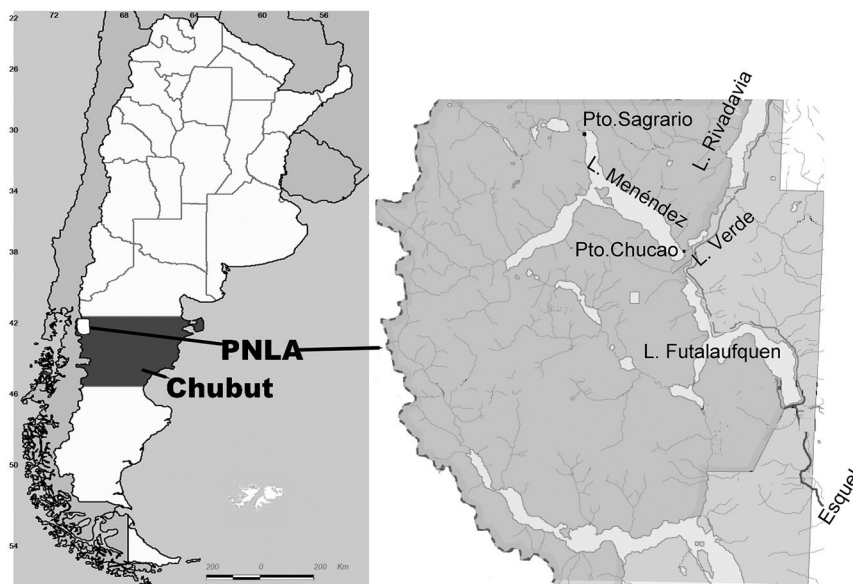 72 68 64 60 56
22
26
30
34
38
42
46
50
54
PNLA
Chubut
200 0 200 Km
Pto.Sagrario
L. Rivadavia
L. Menéndez
Pto.Chucao
L. Verde
L. Futalaufquen
Esquel